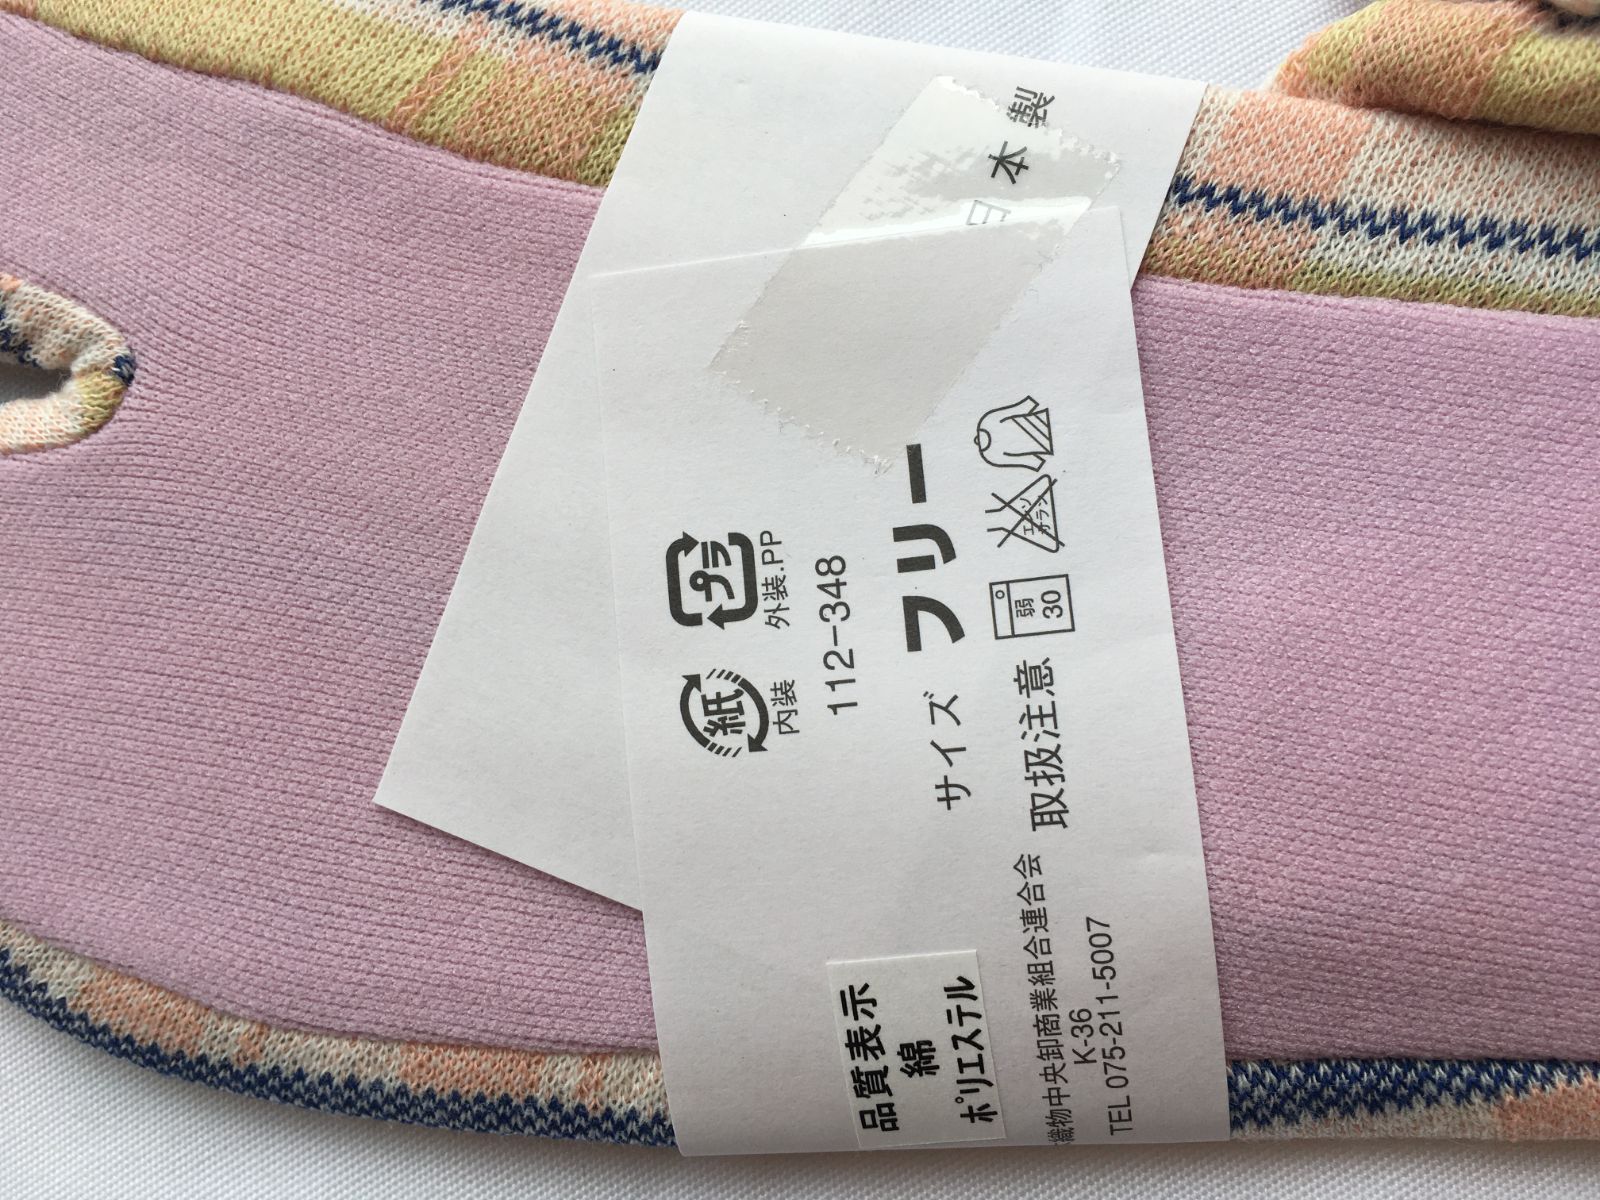 品質表示
綿
ポリエステル
紙
内装
プラ
外装.PP
112-348
サイズ フリー
取扱注意
弱
30
エンソ
サラシ
織物中央卸商業組合連合会
K-36
TEL 075-211-5007
日本製